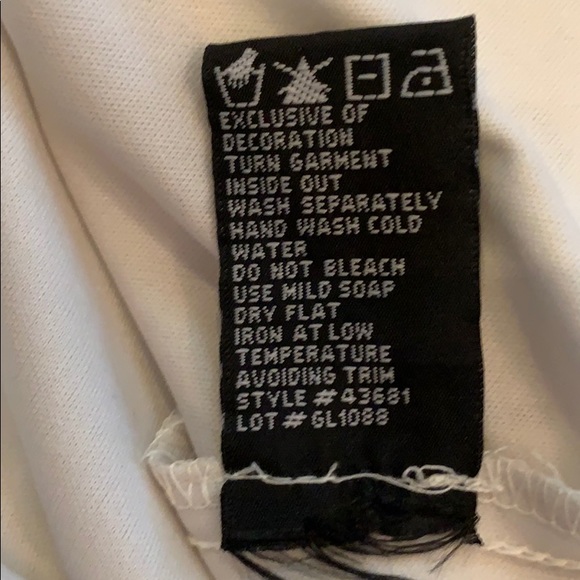 EXCLUSIVE OF
DECORATION
TURN GARMENT
INSIDE OUT
WASH SEPARATELY
HAND WASH COLD
WATER
DO NOT BLEACH
USE MILD SOAP
DRY FLAT
IRON AT LOW
TEMPERATURE
AVOIDING TRIM
STYLE # 43681
LOT # GL1088